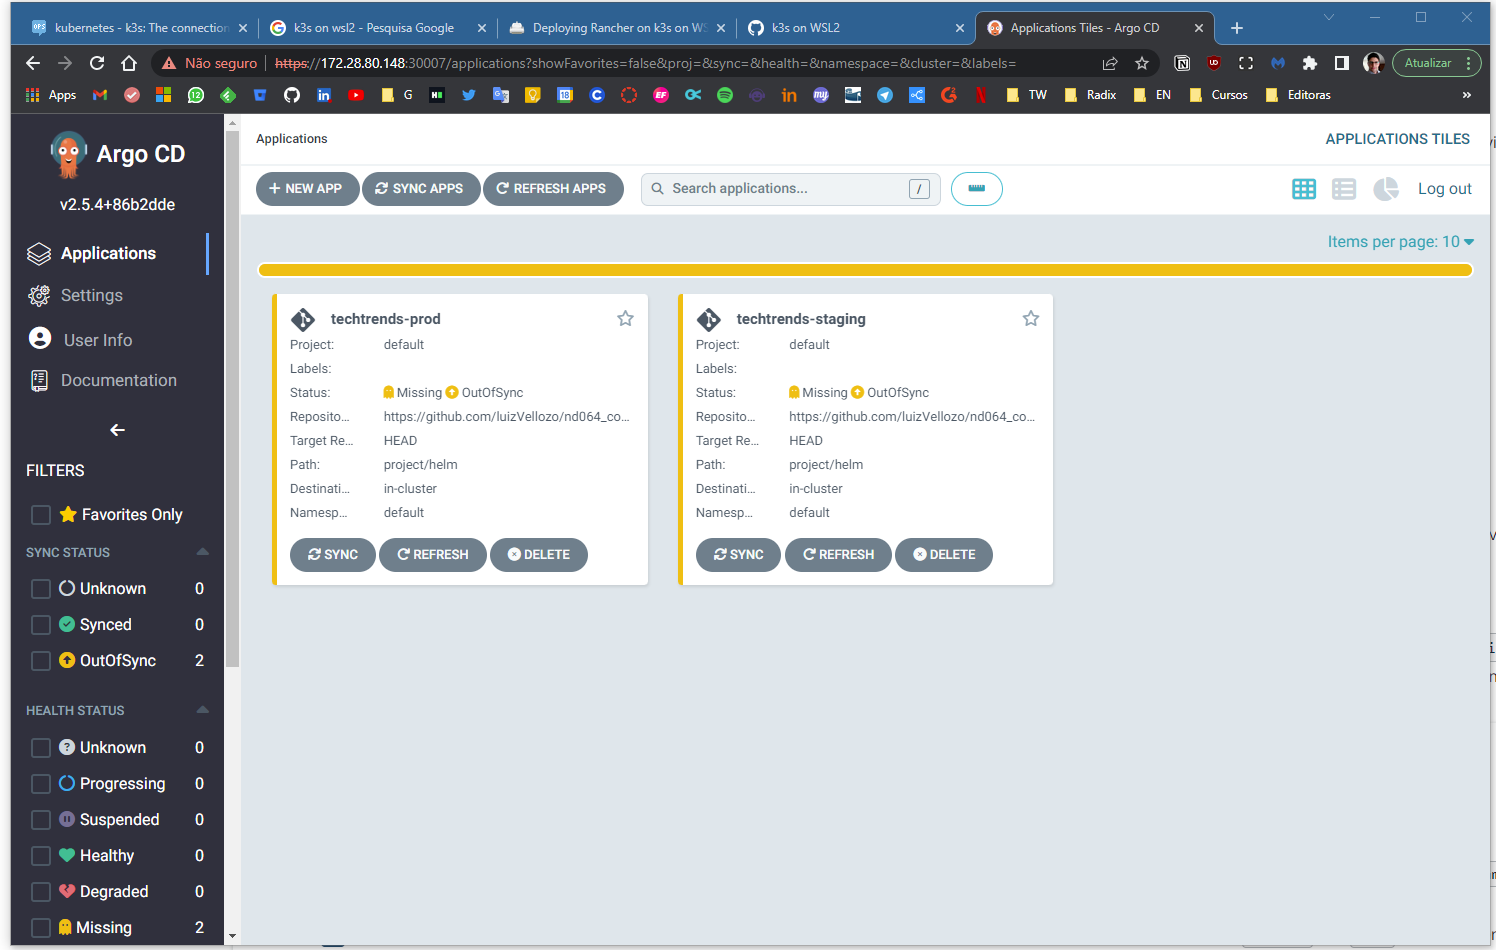 kubernetes - k3s: The connection
k3s on wsl2 - Pesquisa Google
Deploying Rancher on k3s on WS
k3s on WSL2
Applications Tiles - Argo CD
Não seguro https://172.28.80.148:30007/applications?showFavorites=false&proj=&sync=&health=&namespace=&cluster=&labels=
Atualizar
Apps
G
TW
Radix
EN
Cursos
Editoras
»
Argo CD
v2.5.4+86b2dde
Applications
Settings
User Info
Documentation
FILTERS
Favorites Only
SYNC STATUS
Unknown 0
Synced 0
OutOfSync 2
HEALTH STATUS
Unknown 0
Progressing 0
Suspended 0
Healthy 0
Degraded 0
Missing 2
Applications
APPLICATIONS TILES
+ NEW APP
SYNC APPS
REFRESH APPS
Search applications...
/
Log out
Items per page: 10
techtrends-prod
Project: default
Labels:
Status: Missing OutOfSync
Reposito... https://github.com/luizVellozo/nd064_co...
Target Re... HEAD
Path: project/helm
Destinati... in-cluster
Namesp... default
SYNC
REFRESH
DELETE
techtrends-staging
Project: default
Labels:
Status: Missing OutOfSync
Reposito... https://github.com/luizVellozo/nd064_co...
Target Re... HEAD
Path: project/helm
Destinati... in-cluster
Namesp... default
SYNC
REFRESH
DELETE